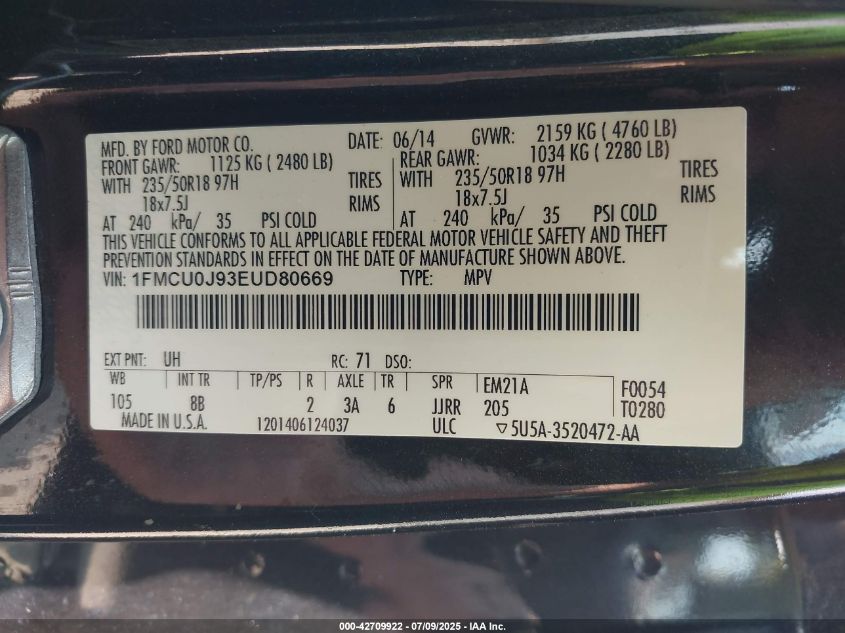 MFD. BY FORD MOTOR CO. DATE: 06/14 GVWR: 2159 KG ( 4760 LB)
FRONT GAWR: 1125 KG ( 2480 LB) REAR GAWR: 1034 KG ( 2280 LB)
WITH 235/50R18 97H TIRES WITH 235/50R18 97H TIRES
18x7.5J RIMS 18x7.5J RIMS
AT 240 kPa/ 35 PSI COLD AT 240 kPa/ 35 PSI COLD
THIS VEHICLE CONFORMS TO ALL APPLICABLE FEDERAL MOTOR VEHICLE SAFETY AND THEFT
PREVENTION STANDARDS IN EFFECT ON THE DATE OF MANUFACTURE SHOWN ABOVE.
VIN: 1FMCU0J93EUD80669 TYPE: MPV
EXT PNT: UH RC: 71 DSO:
WB INT TR TP/PS R AXLE TR SPR EM21A F0054
105 8B 2 3A 6 JJRR 205 T0280
MADE IN U.S.A. 1201406124037 ULC ▽5U5A-3520472-AA
000-42709922 - 07/09/2025 - IAA Inc.